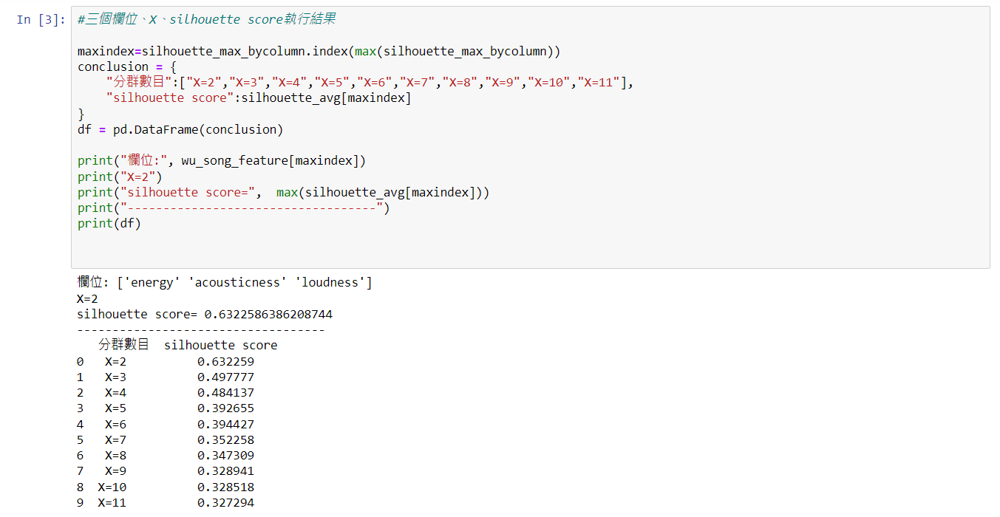 In [3]: #三個欄位、X、silhouette score執行結果
maxindex=silhouette_max_bycolumn.index(max(silhouette_max_bycolumn))
conclusion = {
    "分群數目":["X=2","X=3","X=4","X=5","X=6","X=7","X=8","X=9","X=10","X=11"],
    "silhouette score":silhouette_avg[maxindex]
}
df = pd.DataFrame(conclusion)
print("欄位:", wu_song_feature[maxindex])
print("X=2")
print("silhouette score=",  max(silhouette_avg[maxindex]))
print("-----------------------------------")
print(df)
欄位: ['energy' 'acousticness' 'loudness']
X=2
silhouette score= 0.6322586386208744
-----------------------------------
   分群數目  silhouette score
0   X=2          0.632259
1   X=3          0.497777
2   X=4          0.484137
3   X=5          0.392655
4   X=6          0.394427
5   X=7          0.352258
6   X=8          0.347309
7   X=9          0.328941
8  X=10          0.328518
9  X=11          0.327294